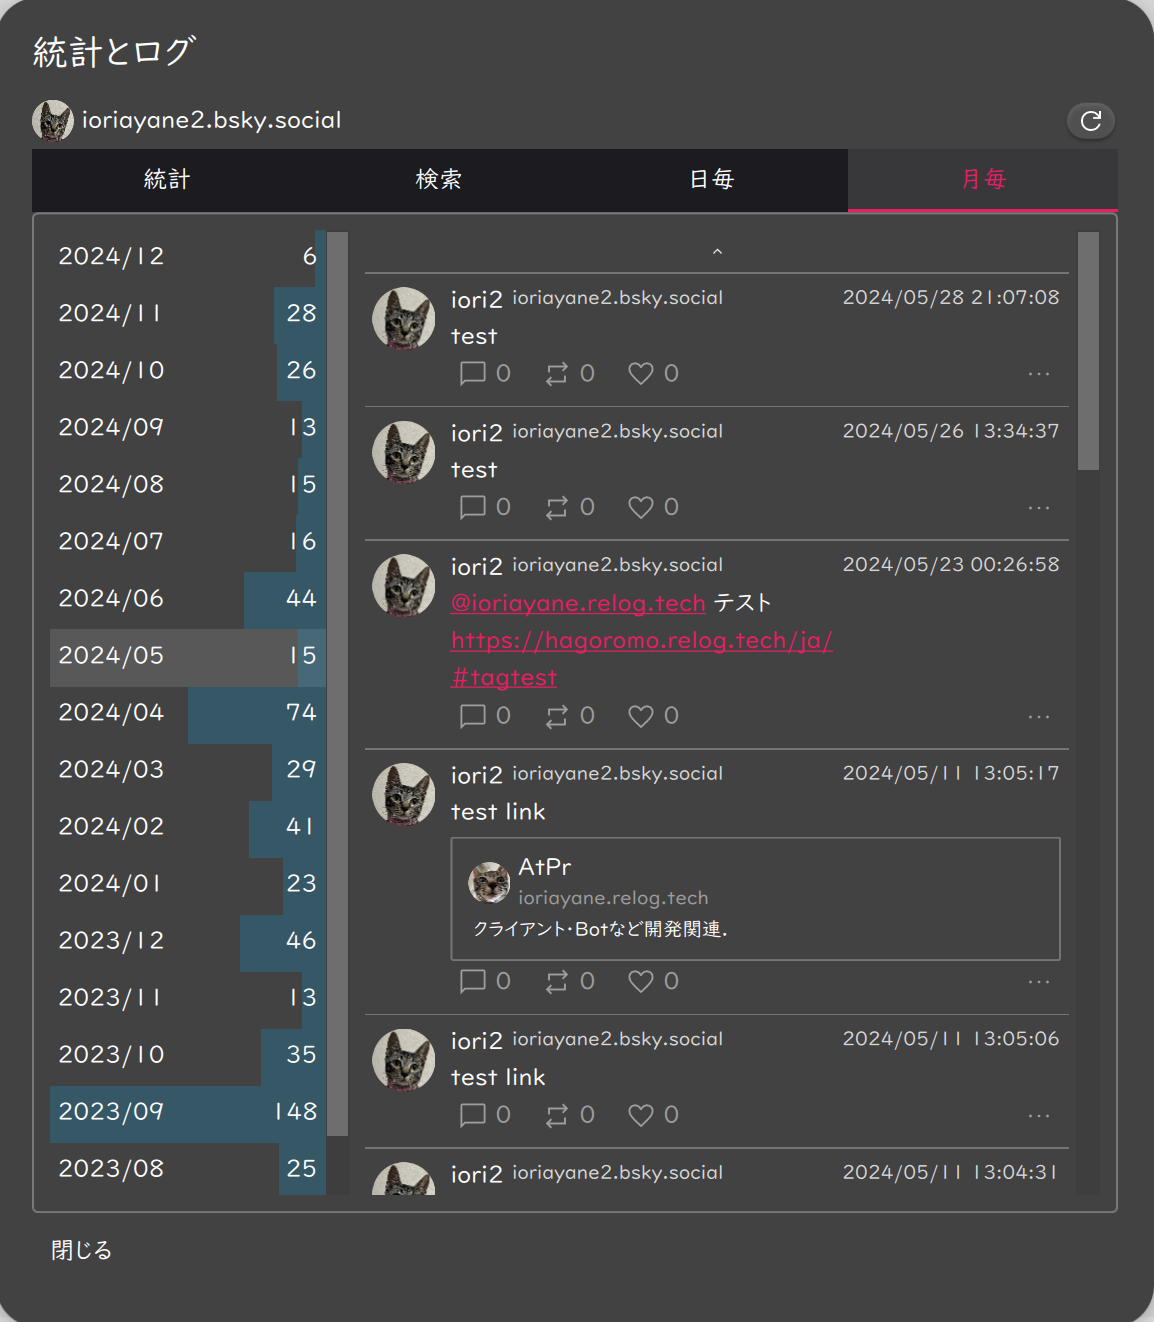 統計とログ
ioriayane2.bsky.social
統計 検索 日毎 月毎
2024/12 6
2024/11 28
2024/10 26
2024/09 13
2024/08 15
2024/07 16
2024/06 44
2024/05 15
2024/04 74
2024/03 29
2024/02 41
2024/01 23
2023/12 46
2023/11 13
2023/10 35
2023/09 148
2023/08 25
iori2 ioriayane2.bsky.social 2024/05/28 21:07:08
test
0 0 0 ...
iori2 ioriayane2.bsky.social 2024/05/26 13:34:37
test
0 0 0 ...
iori2 ioriayane2.bsky.social 2024/05/23 00:26:58
@ioriayane.relog.tech テスト
https://hagoromo.relog.tech/ja/
#tagtest
0 0 0 ...
iori2 ioriayane2.bsky.social 2024/05/11 13:05:17
test link
AtPr
ioriayane.relog.tech
クライアント・Botなど開発関連.
0 0 0 ...
iori2 ioriayane2.bsky.social 2024/05/11 13:05:06
test link
0 0 0 ...
iori2 ioriayane2.bsky.social 2024/05/11 13:04:31
閉じる